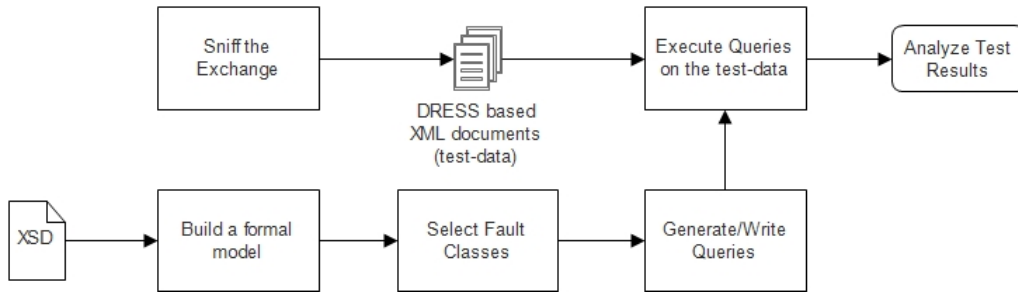 Sniff the
Exchange
DRESS based
XML documents
(test-data)
Execute Queries
on the test-data
Analyze Test
Results
XSD
Build a formal
model
Select Fault
Classes
Generate/Write
Queries